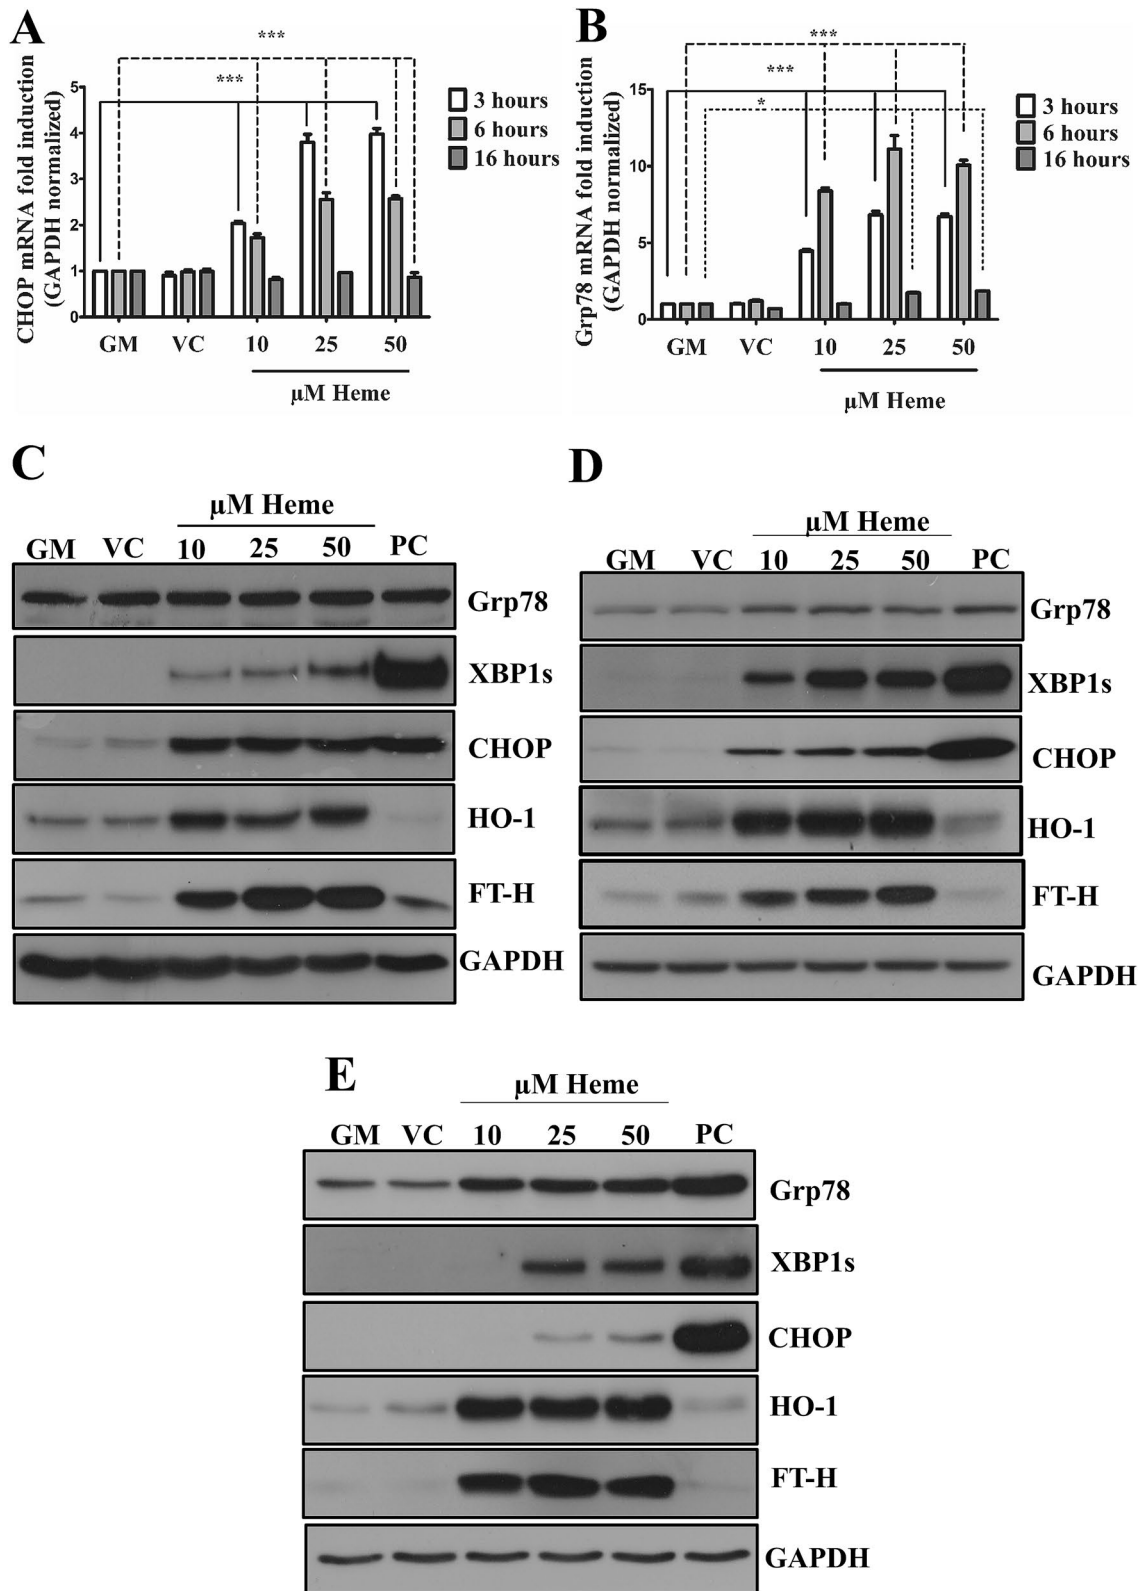 A
***
***
CHOP mRNA fold induction
(GAPDH normalized)
5
4
3
2
1
0
GM VC 10 25 50
μM Heme
3 hours
6 hours
16 hours
B
***
***
*
Grp78 mRNA fold induction
(GAPDH normalized)
15
10
5
0
GM VC 10 25 50
μM Heme
3 hours
6 hours
16 hours
C
μM Heme
GM VC 10 25 50 PC
Grp78
XBP1s
CHOP
HO-1
FT-H
GAPDH
D
μM Heme
GM VC 10 25 50 PC
Grp78
XBP1s
CHOP
HO-1
FT-H
GAPDH
E
μM Heme
GM VC 10 25 50 PC
Grp78
XBP1s
CHOP
HO-1
FT-H
GAPDH